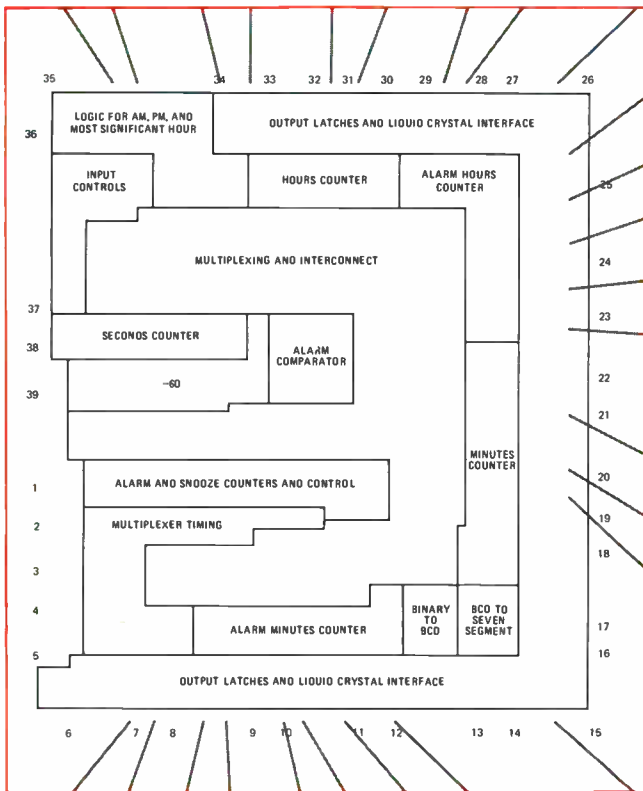 35 34 33 32 31 30 29 28 27 26
LOGIC FOR AM, PM, AND
MOST SIGNIFICANT HOUR
OUTPUT LATCHES AND LIQUID CRYSTAL INTERFACE
36
INPUT
CONTROLS
HOURS COUNTER
ALARM HOURS
COUNTER
25
MULTIPLEXING AND INTERCONNECT
24
37
23
SECONDS COUNTER
38
ALARM
COMPARATOR
–60
22
39
21
MINUTES
COUNTER
ALARM AND SNOOZE COUNTERS AND CONTROL
20
1
19
MULTIPLEXER TIMING
2
18
3
4
ALARM MINUTES COUNTER
BINARY
TO
BCD
BCD TO
SEVEN
SEGMENT
17
5
16
OUTPUT LATCHES AND LIQUID CRYSTAL INTERFACE
6 7 8 9 10 11 12 13 14 15